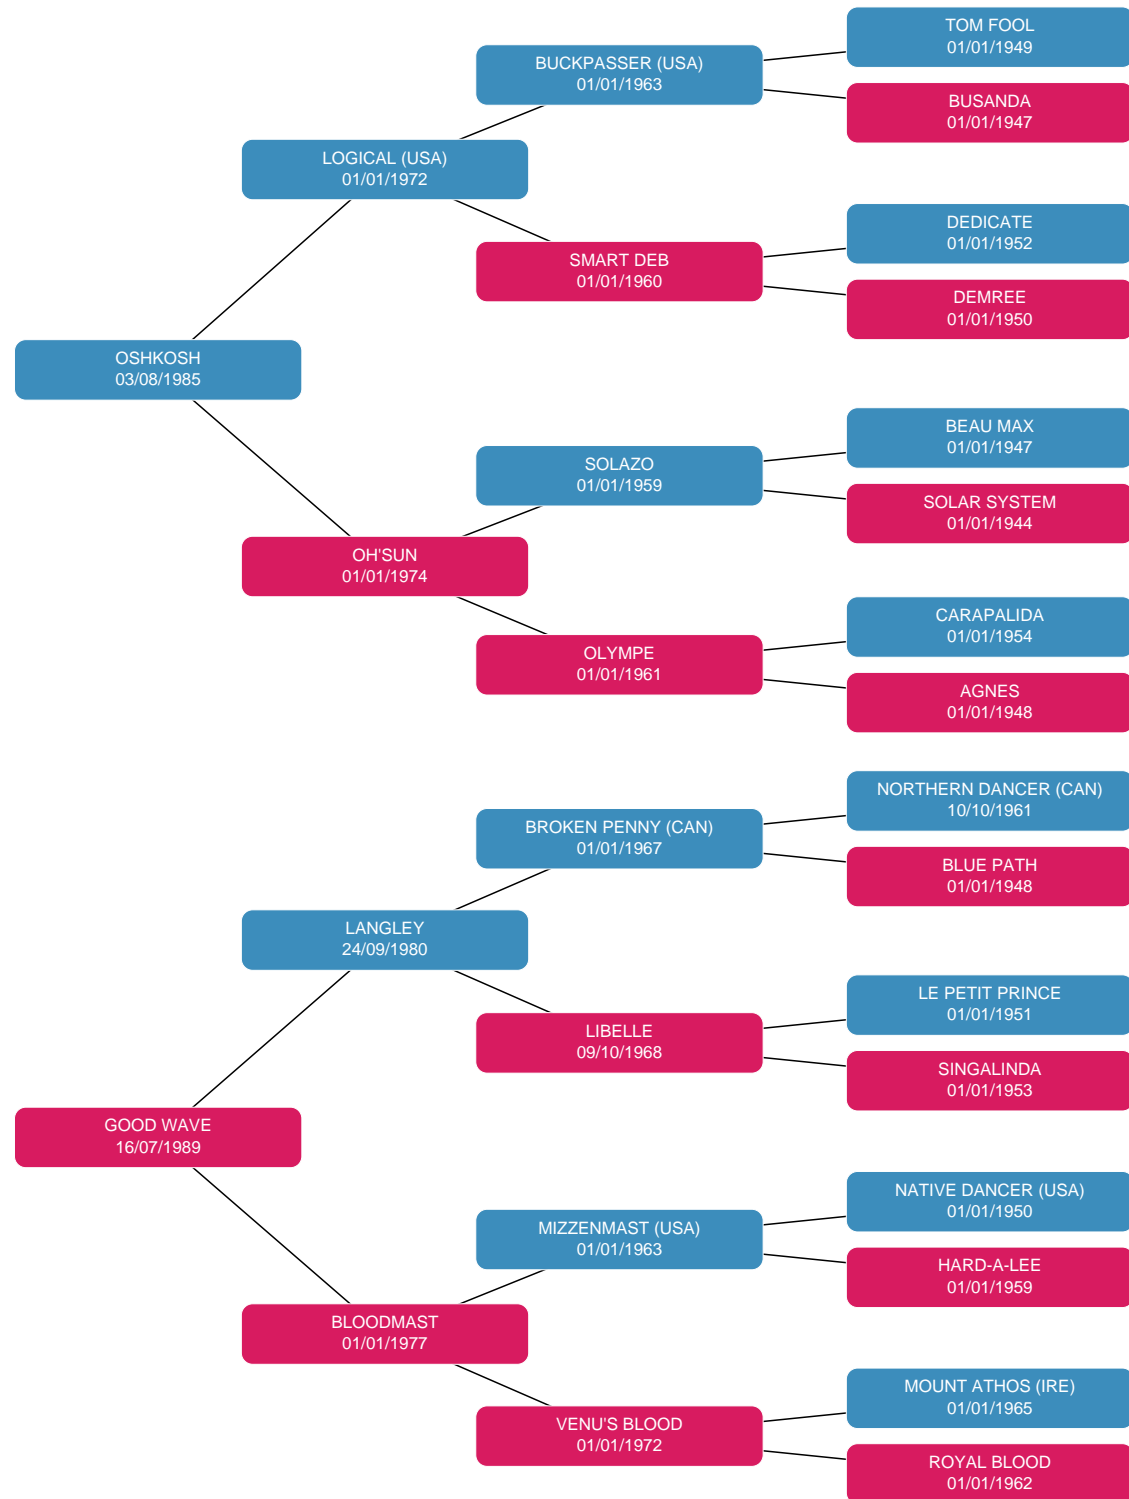 TOM FOOL
01/01/1949
BUCKPASSER (USA)
01/01/1963
BUSANDA
01/01/1947
LOGICAL (USA)
01/01/1972
DEDICATE
01/01/1952
SMART DEB
01/01/1960
DEMREE
01/01/1950
OSHKOSH
03/08/1985
BEAU MAX
01/01/1947
SOLAZO
01/01/1959
SOLAR SYSTEM
01/01/1944
OH'SUN
01/01/1974
CARAPALIDA
01/01/1954
OLYMPE
01/01/1961
AGNES
01/01/1948
NORTHERN DANCER (CAN)
10/10/1961
BROKEN PENNY (CAN)
01/01/1967
BLUE PATH
01/01/1948
LANGLEY
24/09/1980
LE PETIT PRINCE
01/01/1951
LIBELLE
09/10/1968
SINGALINDA
01/01/1953
GOOD WAVE
16/07/1989
NATIVE DANCER (USA)
01/01/1950
MIZZENMAST (USA)
01/01/1963
HARD-A-LEE
01/01/1959
BLOODMAST
01/01/1977
MOUNT ATHOS (IRE)
01/01/1965
VENU'S BLOOD
01/01/1972
ROYAL BLOOD
01/01/1962